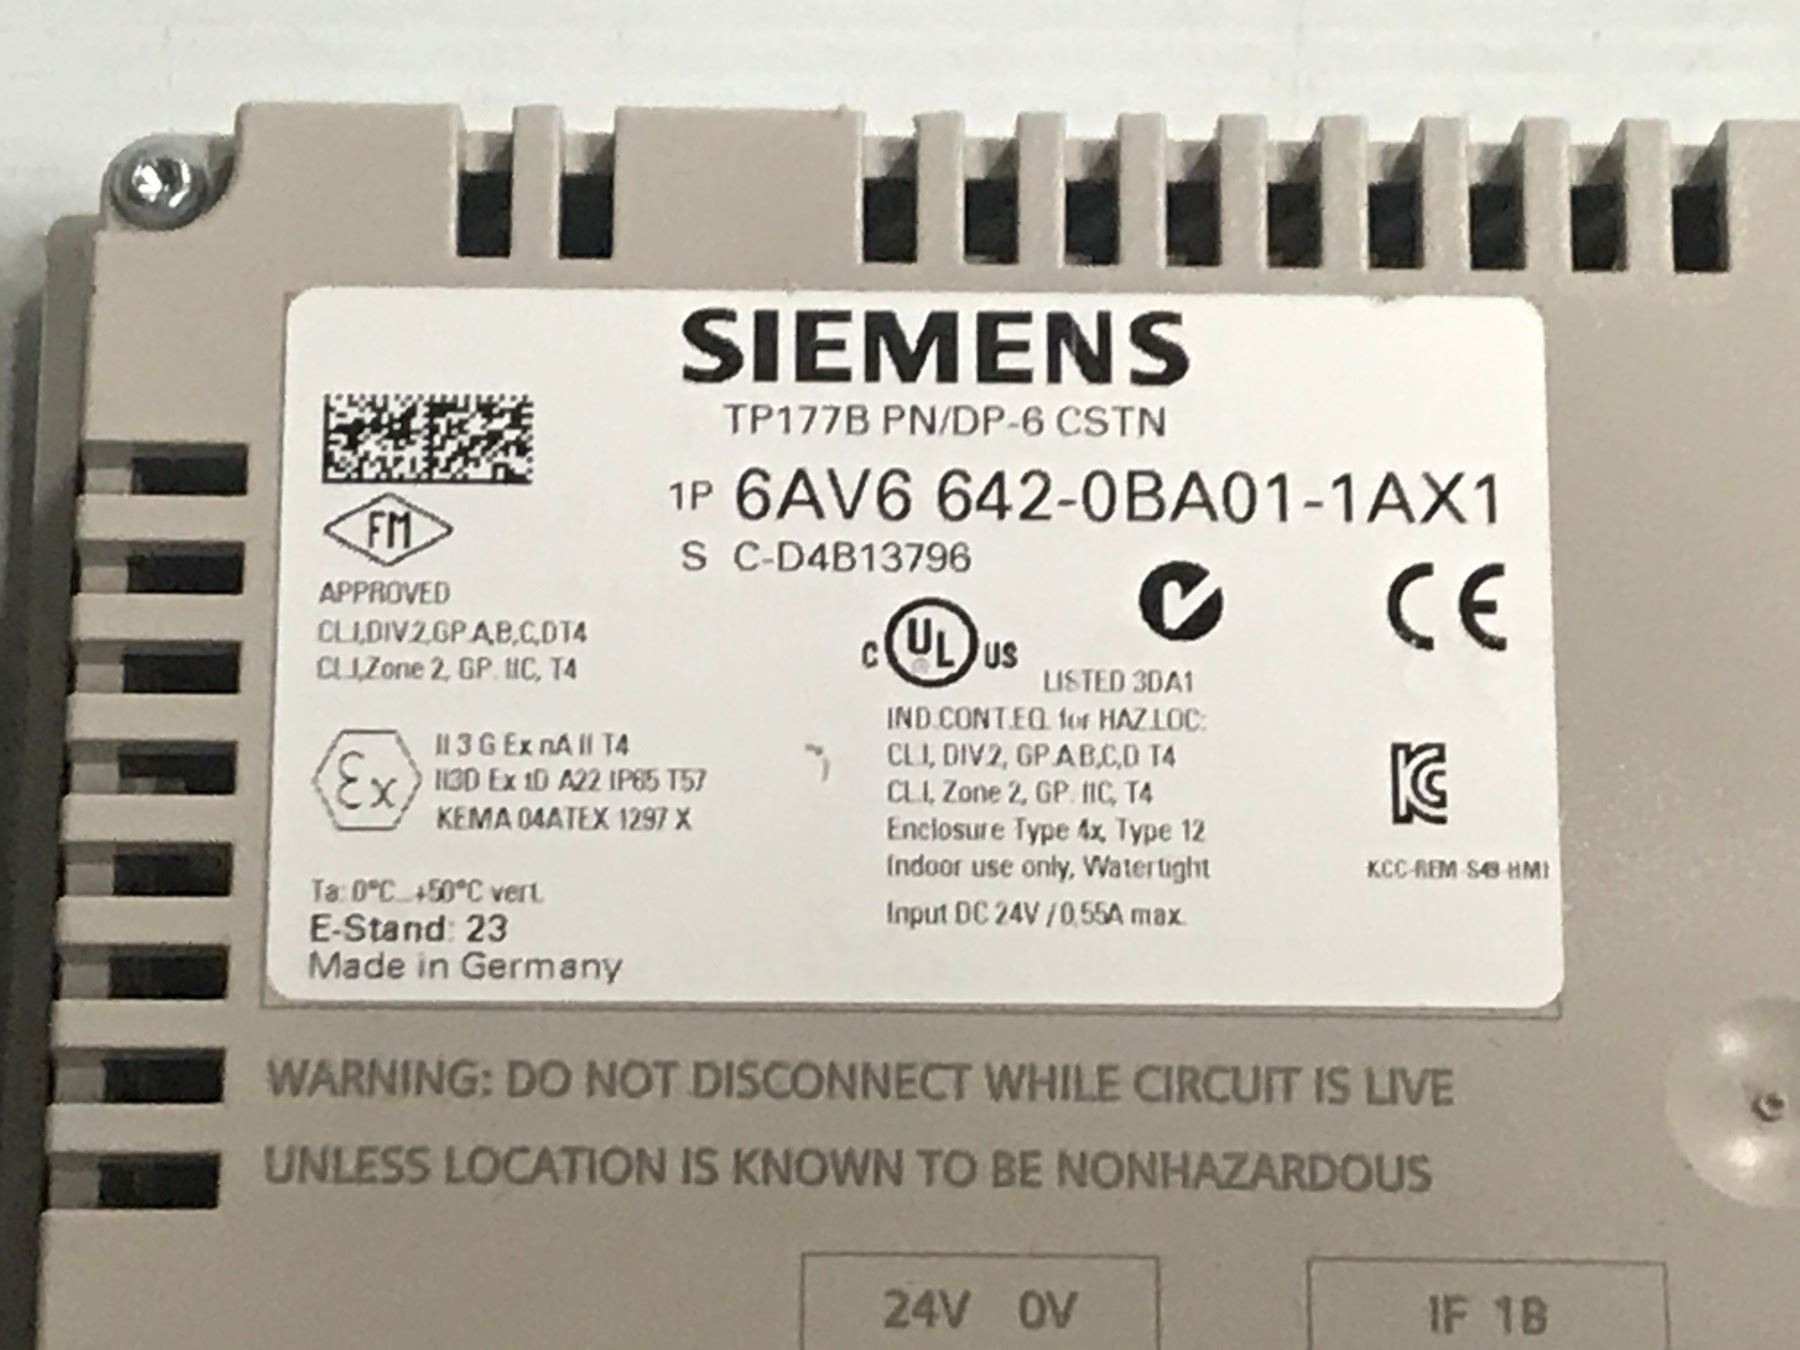 SIEMENS
TP177B PN/DP-6 CSTN
1P 6AV6 642-0BA01-1AX1
S C-D4B13796
FM
APPROVED
CL.I,DIV.2,GP.A,B,C,D T4
CL.I,Zone 2, GP. IIC, T4
C UL US
LISTED 3DA1
CE
IND.CONT.EQ. for HAZ.LOC:
CL.I, DIV.2, GP.A,B,C,D T4
CL.I, Zone 2, GP. IIC, T4
Enclosure Type 4x, Type 12
Indoor use only, Watertight
Input DC 24V / 0,55A max.
Ex
II 3 G Ex nA II T4
II3D Ex tD A22 IP65 T57
KEMA 04ATEX 1297 X
KCC-REM-S49-HMI
Ta: 0°C...+50°C vert.
E-Stand: 23
Made in Germany
WARNING: DO NOT DISCONNECT WHILE CIRCUIT IS LIVE
UNLESS LOCATION IS KNOWN TO BE NONHAZARDOUS
24V 0V
IF 1B